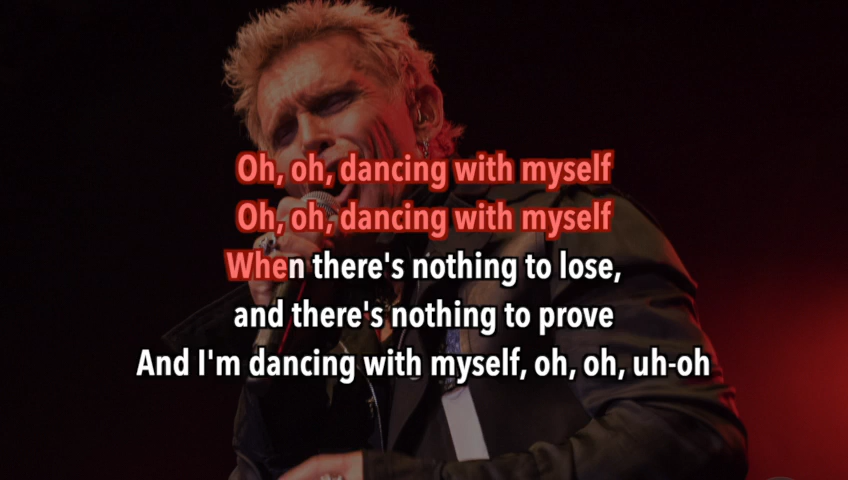 Oh, oh, dancing with myself
Oh, oh, dancing with myself
When there's nothing to lose,
and there's nothing to prove
And I'm dancing with myself, oh, oh, uh-oh